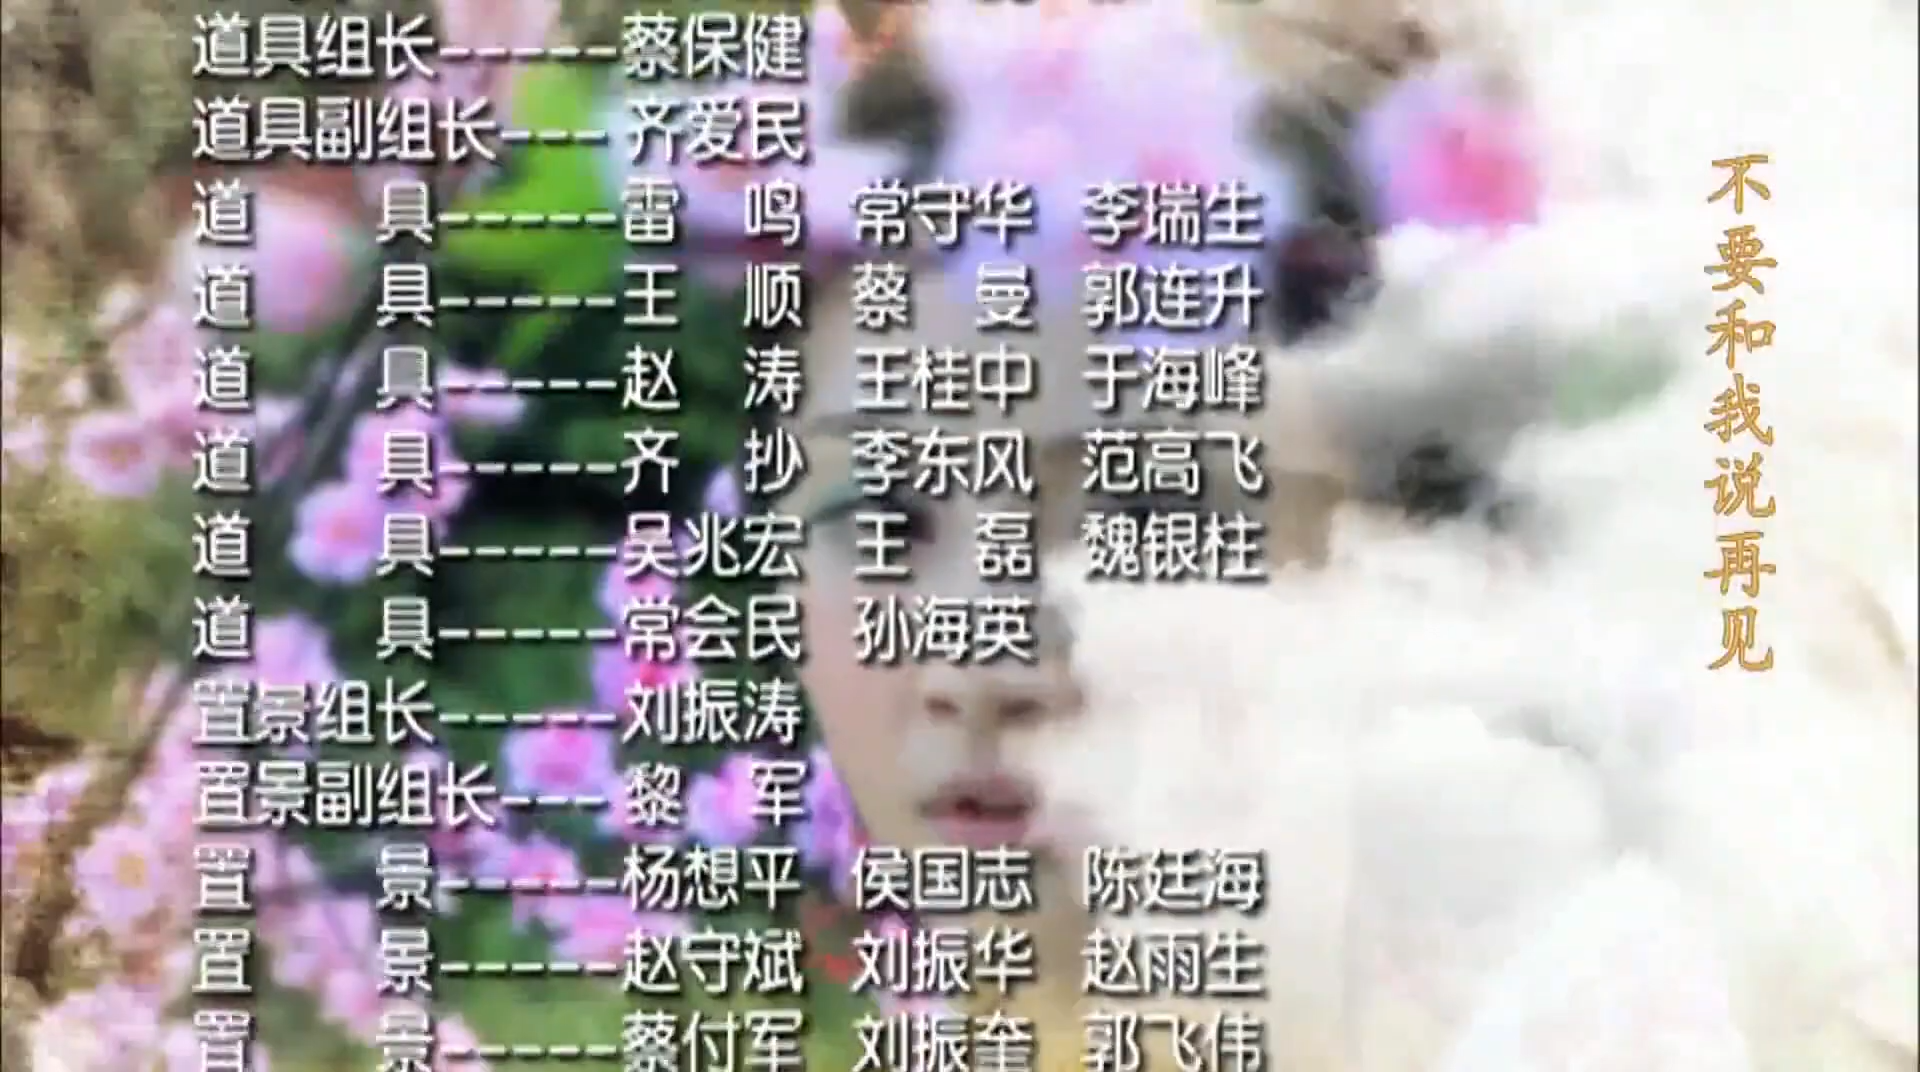 道具组长-----蔡保健
道具副组长--- 齐爱民
道　　具-----雷　鸣　常守华　李瑞生
道　　具-----王　顺　蔡　曼　郭连升
道　　具-----赵　涛　王桂中　于海峰
道　　具-----齐　抄　李东风　范高飞
道　　具-----吴兆宏　王　磊　魏银柱
道　　具-----常会民　孙海英
置景组长-----刘振涛
置景副组长--- 黎　军
置　　景-----杨想平　侯国志　陈廷海
置　　景-----赵守斌　刘振华　赵雨生
置　　景-----蔡付军　刘振奎　郭飞伟
不要和我说再见